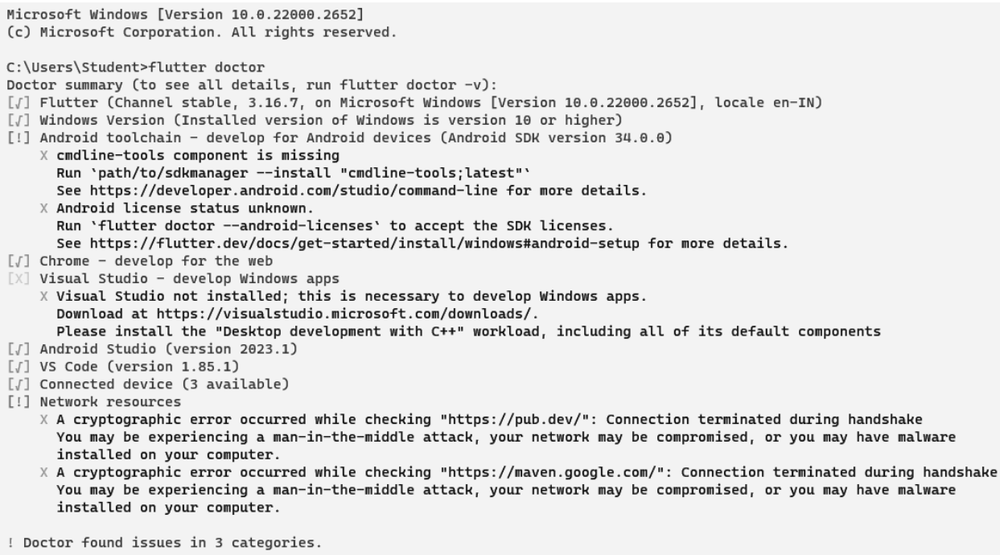 Microsoft Windows [Version 10.0.22000.2652]
(c) Microsoft Corporation. All rights reserved.
C:\Users\Student>flutter doctor
Doctor summary (to see all details, run flutter doctor -v):
[√] Flutter (Channel stable, 3.16.7, on Microsoft Windows [Version 10.0.22000.2652], locale en-IN)
[√] Windows Version (Installed version of Windows is version 10 or higher)
[!] Android toolchain - develop for Android devices (Android SDK version 34.0.0)
X cmdline-tools component is missing
Run `path/to/sdkmanager --install "cmdline-tools;latest"`
See https://developer.android.com/studio/command-line for more details.
X Android license status unknown.
Run `flutter doctor --android-licenses` to accept the SDK licenses.
See https://flutter.dev/docs/get-started/install/windows#android-setup for more details.
[√] Chrome - develop for the web
[X] Visual Studio - develop Windows apps
X Visual Studio not installed; this is necessary to develop Windows apps.
Download at https://visualstudio.microsoft.com/downloads/.
Please install the "Desktop development with C++" workload, including all of its default components
[√] Android Studio (version 2023.1)
[√] VS Code (version 1.85.1)
[√] Connected device (3 available)
[!] Network resources
X A cryptographic error occurred while checking "https://pub.dev/": Connection terminated during handshake
You may be experiencing a man-in-the-middle attack, your network may be compromised, or you may have malware
installed on your computer.
X A cryptographic error occurred while checking "https://maven.google.com/": Connection terminated during handshake
You may be experiencing a man-in-the-middle attack, your network may be compromised, or you may have malware
installed on your computer.
! Doctor found issues in 3 categories.